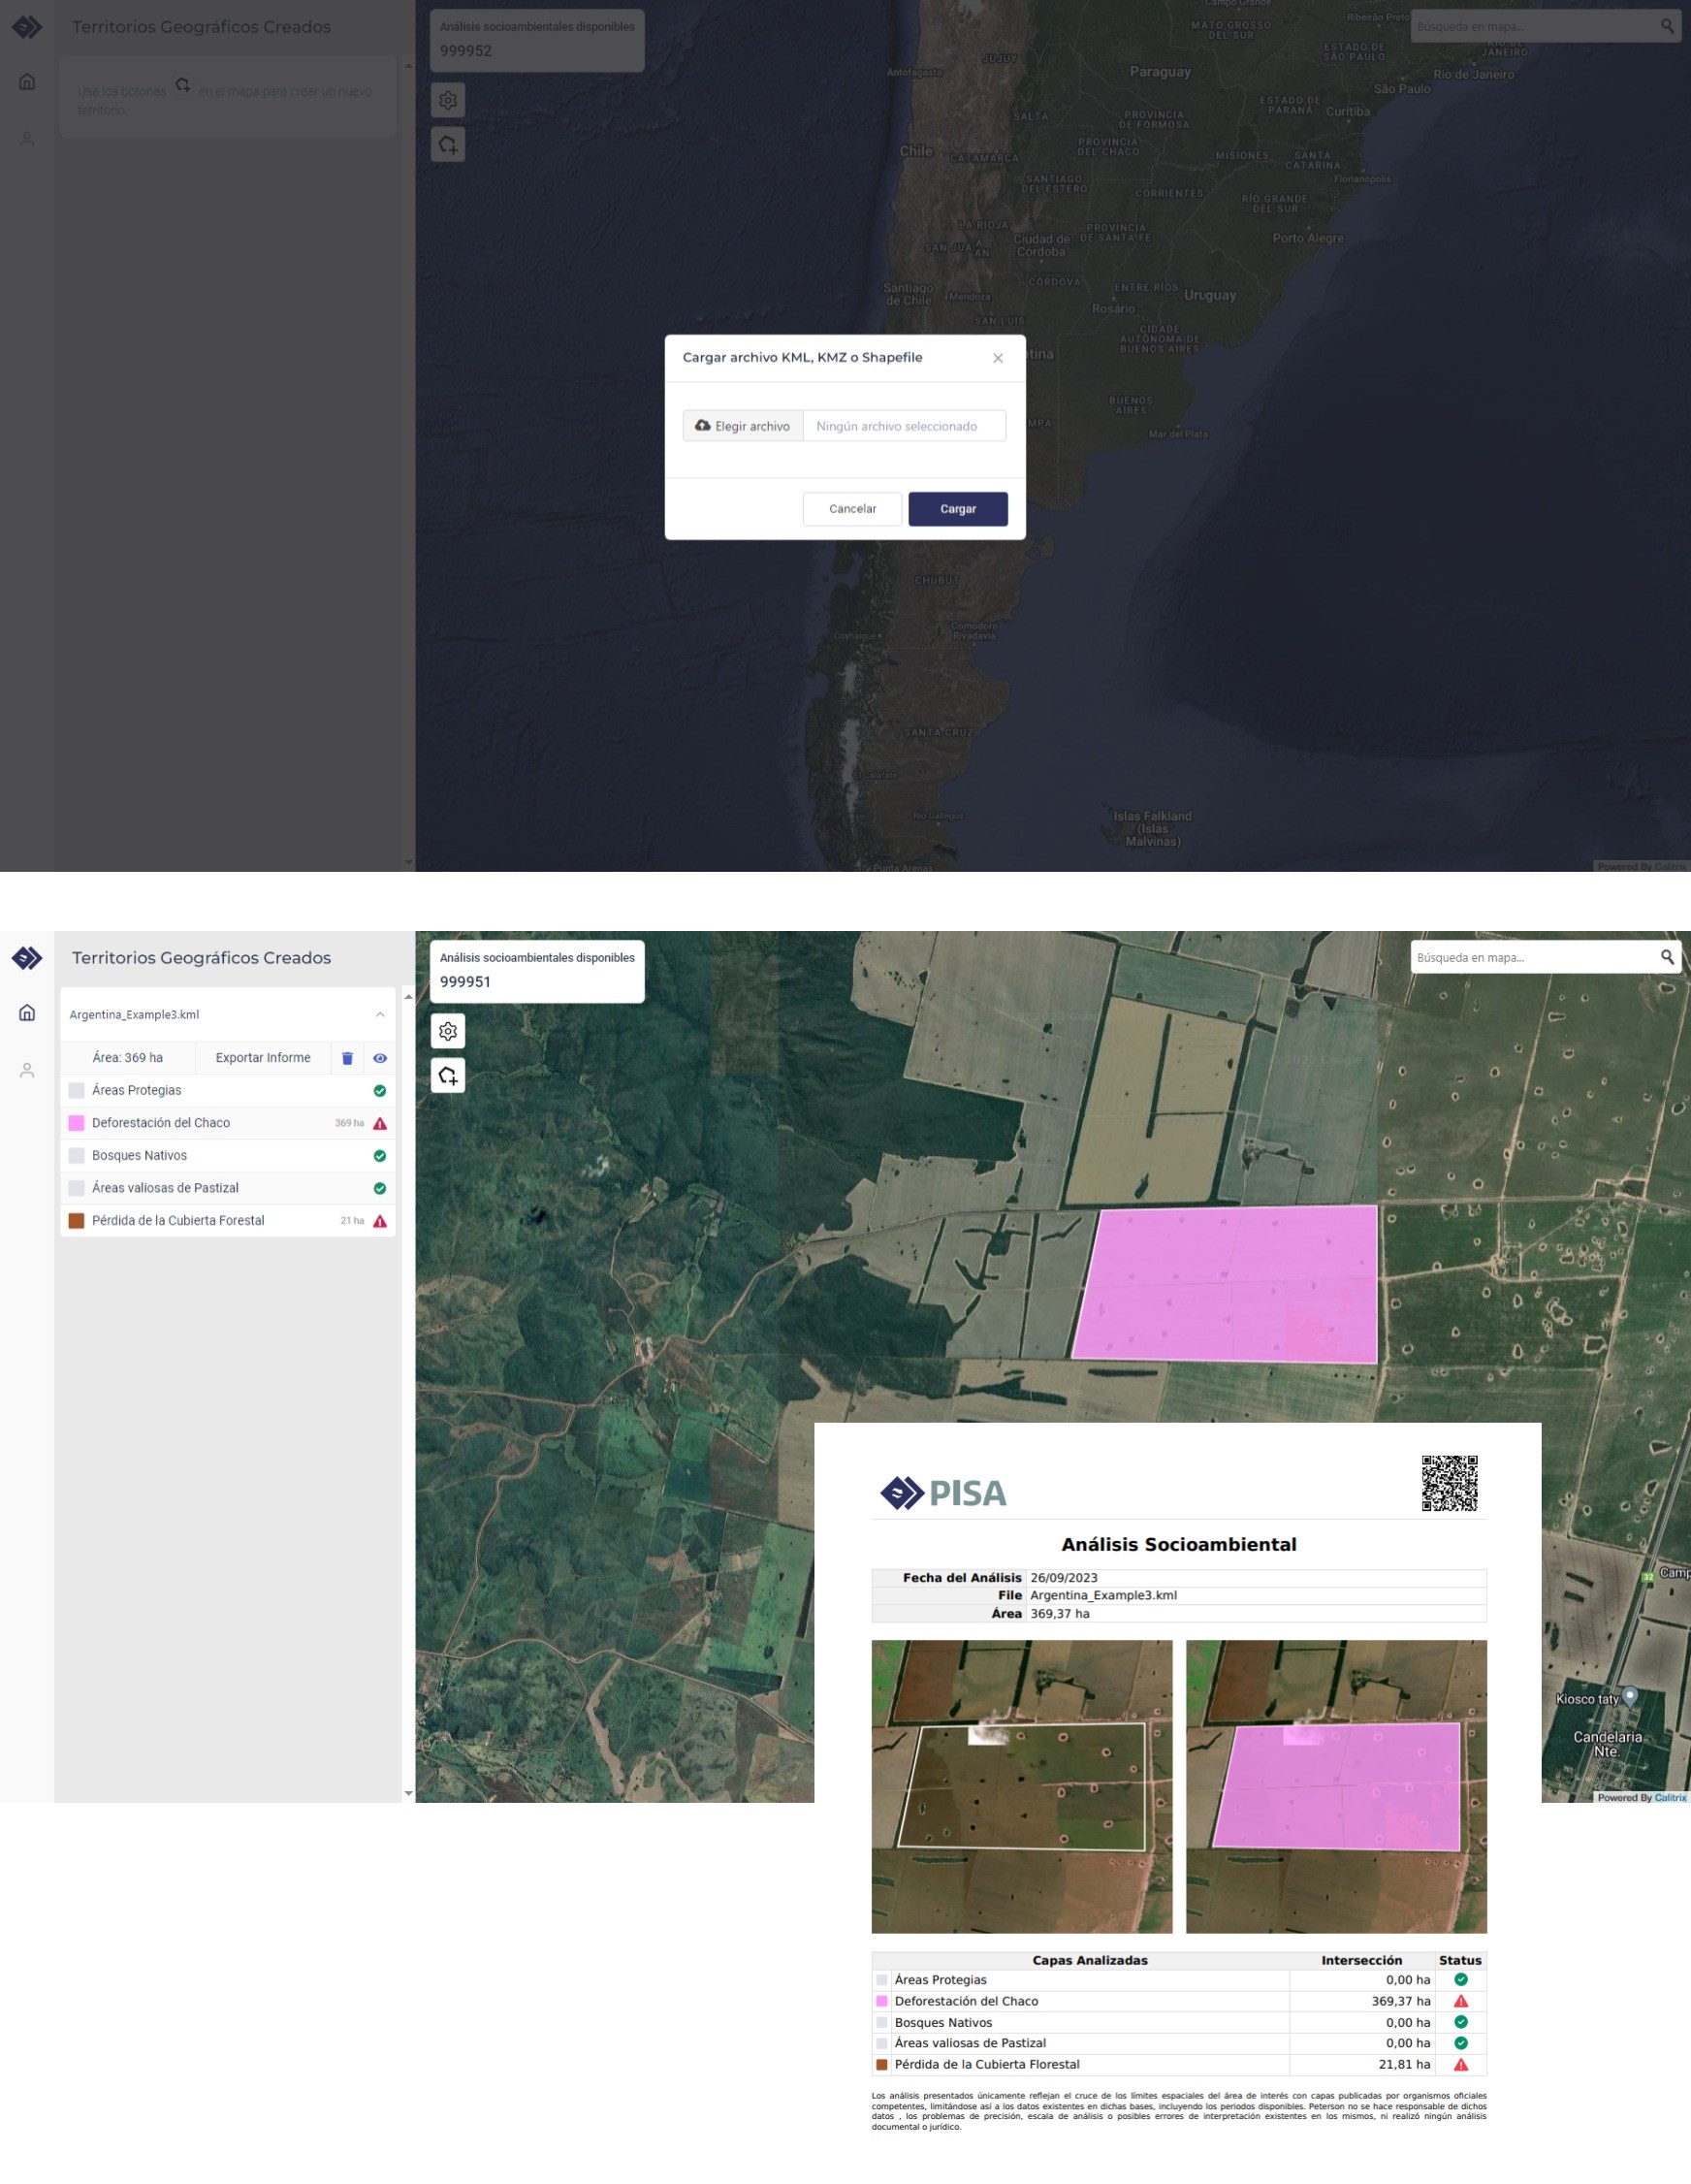 Territorios Geográficos Creados
Use los botones en el mapa para crear un nuevo
territorio.
Análisis socioambientales disponibles
999952
Búsqueda en mapa...
Campo Grande
MATO GROSSO
DEL SUR
Ribeirão Preto
ESTADO DE
SÃO PAULO
RIO DE
JANEIRO
Rio de Janeiro
São Paulo
JUJUY
Antofagasta
Paraguay
ESTADO DE
PARANÁ
Curitiba
SALTA
PROVINCIA
DE FORMOSA
PROVINCIA
DEL CHACO
Chile
CATAMARCA
MISIONES
SANTA
CATARINA
Florianópolis
SANTIAGO
DEL ESTERO
CORRIENTES
RIO GRANDE
DEL SUR
LA RIOJA
PROVINCIA
DE SANTA FE
Ciudad de
Córdoba
SAN JUA
Porto Alegre
CÓRDOVA
ENTRE RÍOS
Uruguay
Santiago
de Chile
Mendoza
Rosário
SAN LUIS
CIDADE
AUTÔNOMA DE
BUENOS AIRES
tina
Cargar archivo KML, KMZ o Shapefile
Elegir archivo
Ningún archivo seleccionado
Cancelar
Cargar
BUENOS
AIRES
MPA
Mar del Plata
CHUBUT
Coyhaique
Comodoro
Rivadavia
SANTA CRUZ
El Calafate
Río Gallegos
Islas Falkland
(Islas
Malvinas)
Punta Arenas
Powered By Calitrix
Territorios Geográficos Creados
Argentina_Example3.kml
Área: 369 ha
Exportar Informe
Áreas Protegias
Deforestación del Chaco 369 ha
Bosques Nativos
Áreas valiosas de Pastizal
Pérdida de la Cubierta Forestal 21 ha
Análisis socioambientales disponibles
999951
Búsqueda en mapa...
32
Camp
Kiosco taty
Candelaria
Nte.
Powered By Calitrix
PISA
Análisis Socioambiental
Fecha del Análisis 26/09/2023
File Argentina_Example3.kml
Área 369,37 ha
Capas Analizadas Intersección Status
Áreas Protegias 0,00 ha
Deforestación del Chaco 369,37 ha
Bosques Nativos 0,00 ha
Áreas valiosas de Pastizal 0,00 ha
Pérdida de la Cubierta Florestal 21,81 ha
Los análisis presentados únicamente reflejan el cruce de los límites espaciales del área de interés con capas publicadas por organismos oficiales
competentes, limitándose así a los datos existentes en dichas bases, incluyendo los periodos disponibles. Peterson no se hace responsable de dichos
datos , los problemas de precisión, escala de análisis o posibles errores de interpretación existentes en los mismos, ni realizó ningún análisis
documental o jurídico.